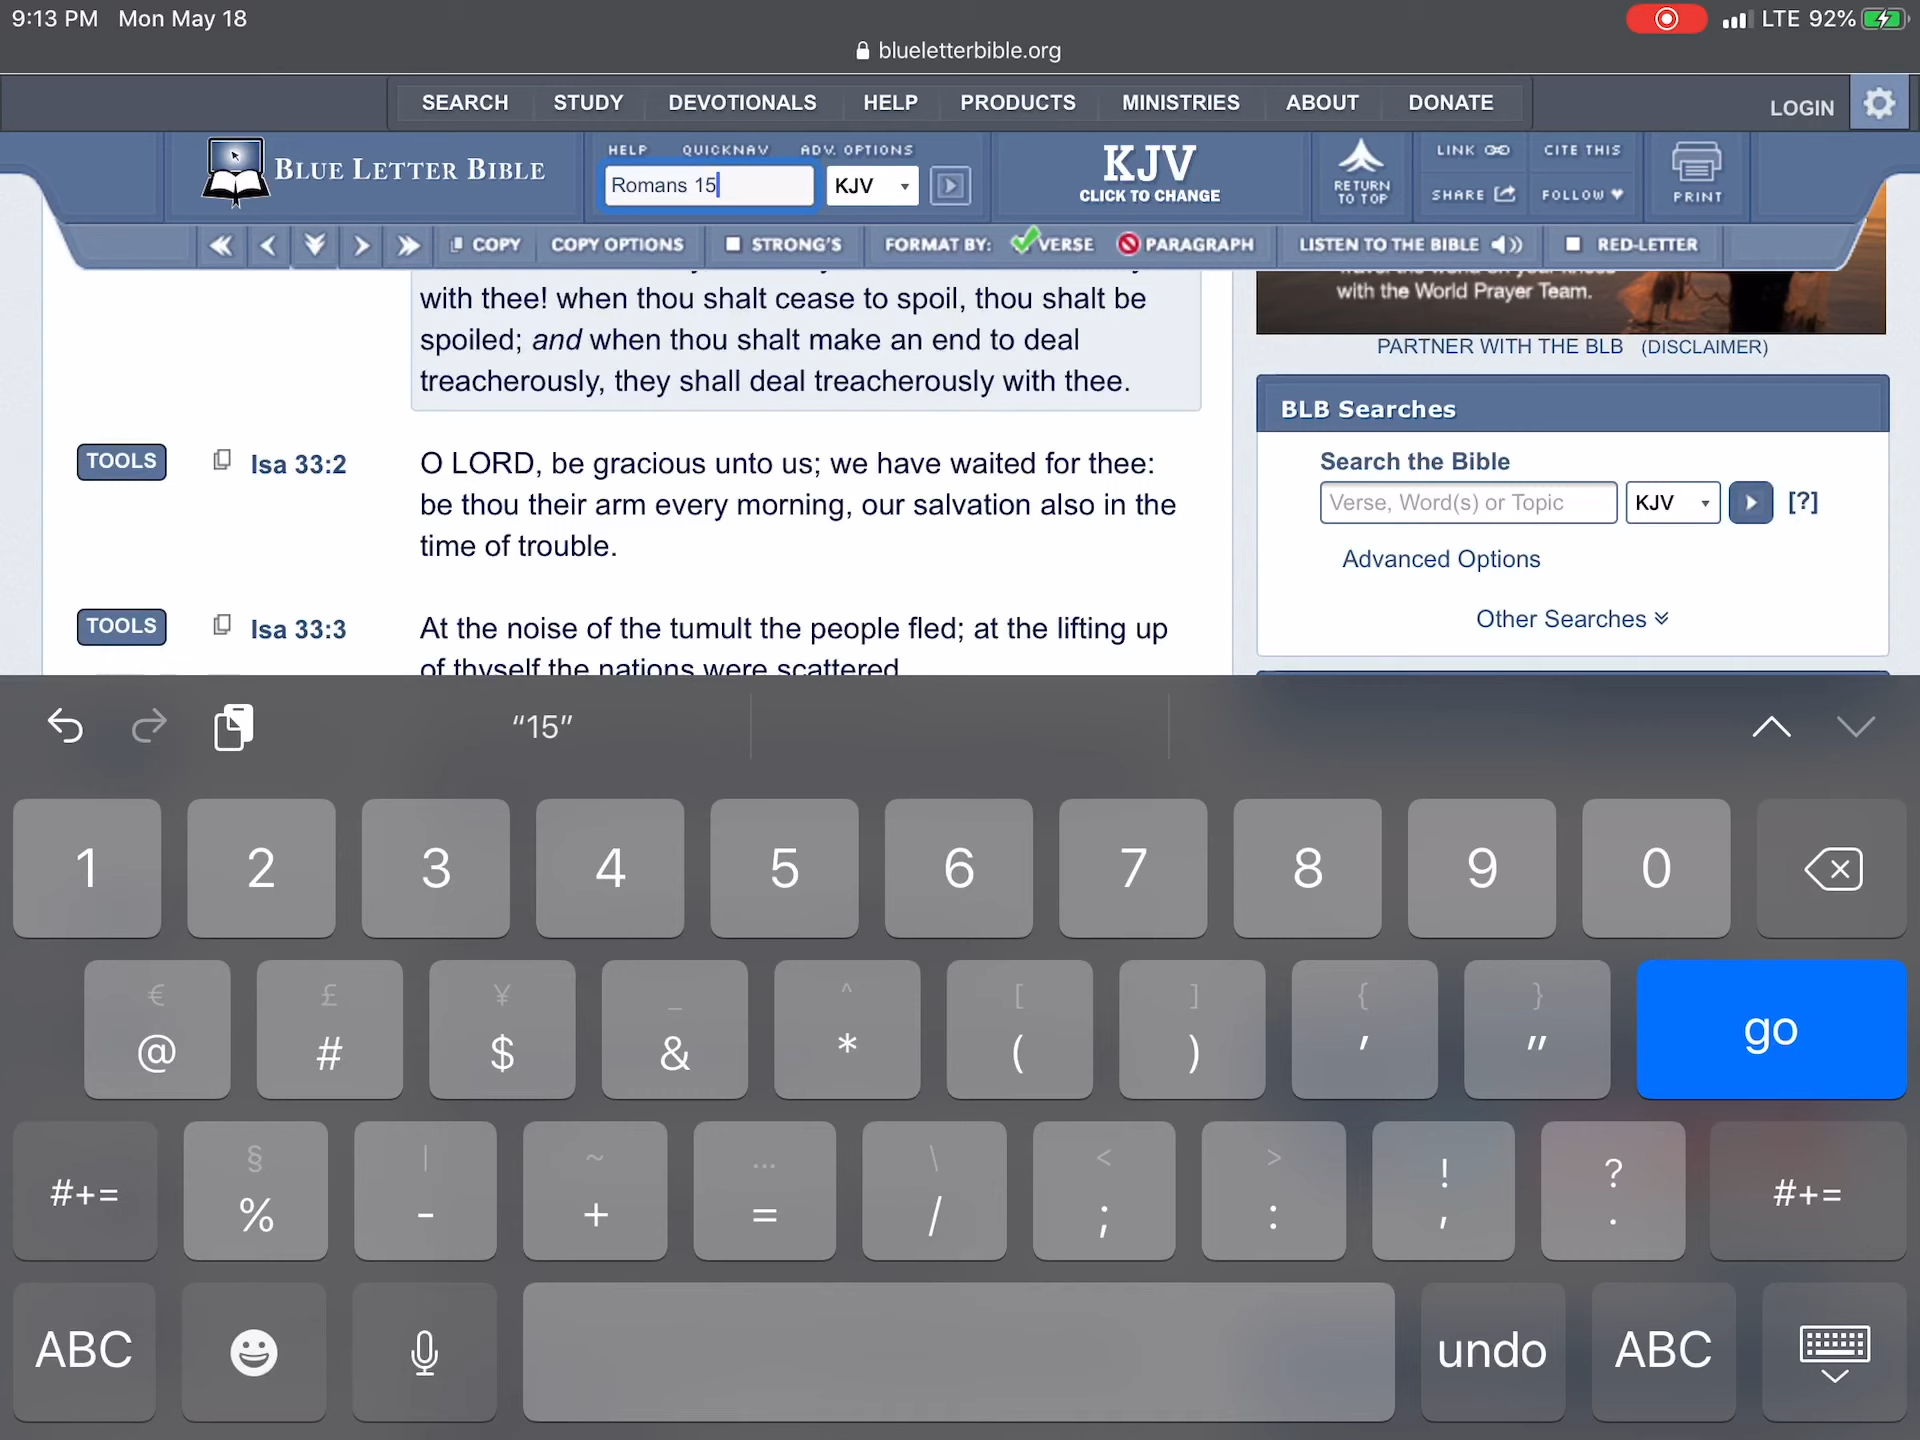 9:13 PM Mon May 18
LTE 92%
blueletterbible.org
SEARCH STUDY DEVOTIONALS HELP PRODUCTS MINISTRIES ABOUT DONATE
LOGIN
BLUE LETTER BIBLE
HELP QUICKNAV ADV. OPTIONS
Romans 15 KJV
KJV
CLICK TO CHANGE
RETURN
TO TOP
LINK CITE THIS
SHARE FOLLOW
PRINT
COPY COPY OPTIONS STRONG'S FORMAT BY: VERSE PARAGRAPH LISTEN TO THE BIBLE RED-LETTER
with thee! when thou shalt cease to spoil, thou shalt be
spoiled; and when thou shalt make an end to deal
treacherously, they shall deal treacherously with thee.
TOOLS Isa 33:2 O LORD, be gracious unto us; we have waited for thee:
be thou their arm every morning, our salvation also in the
time of trouble.
TOOLS Isa 33:3 At the noise of the tumult the people fled; at the lifting up
of thyself the nations were scattered
with the World Prayer Team.
PARTNER WITH THE BLB (DISCLAIMER)
BLB Searches
Search the Bible
Verse, Word(s) or Topic KJV [?]
Advanced Options
Other Searches
“15”
1 2 3 4 5 6 7 8 9 0
€ £ ¥ _ ^ [ ] { }
@ # $ & * ( ) ' " go
§ | ~ … \ < > ! ?
#+= % - + = / ; : , . #+=
ABC undo ABC